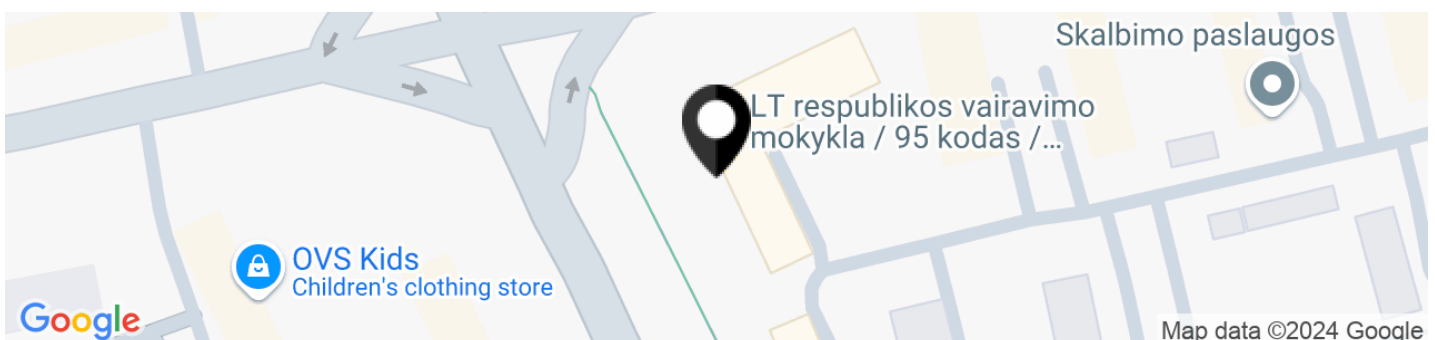 Skalbimo paslaugos
LT respublikos vairavimo
mokykla / 95 kodas /...
OVS Kids
Children's clothing store
Google
Map data ©2024 Google